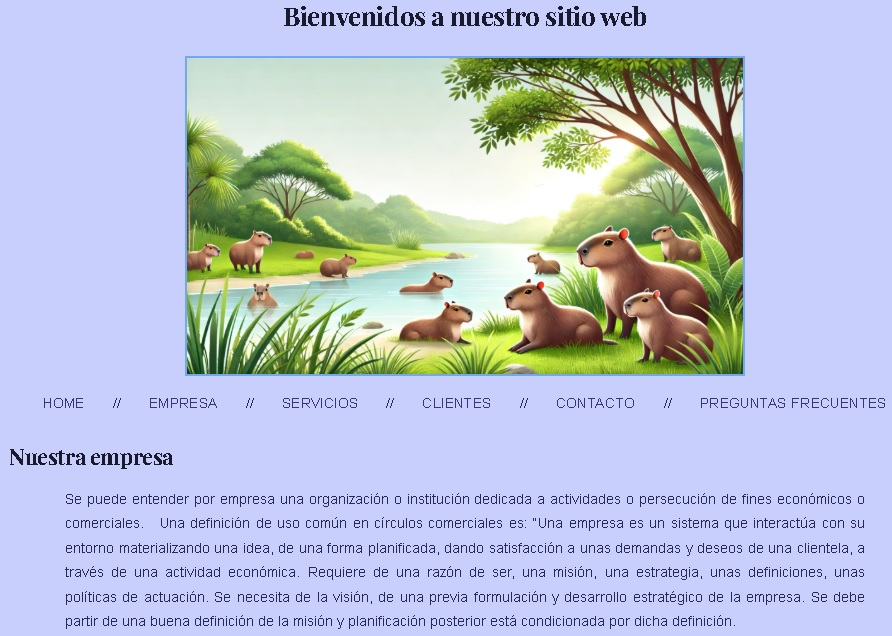 Bienvenidos a nuestro sitio web
HOME // EMPRESA // SERVICIOS // CLIENTES // CONTACTO // PREGUNTAS FRECUENTES
Nuestra empresa
Se puede entender por empresa una organización o institución dedicada a actividades o persecución de fines económicos o
comerciales. Una definición de uso común en círculos comerciales es: "Una empresa es un sistema que interactúa con su
entorno materializando una idea, de una forma planificada, dando satisfacción a unas demandas y deseos de una clientela, a
través de una actividad económica. Requiere de una razón de ser, una misión, una estrategia, unas definiciones, unas
políticas de actuación. Se necesita de la visión, de una previa formulación y desarrollo estratégico de la empresa. Se debe
partir de una buena definición de la misión y planificación posterior está condicionada por dicha definición.